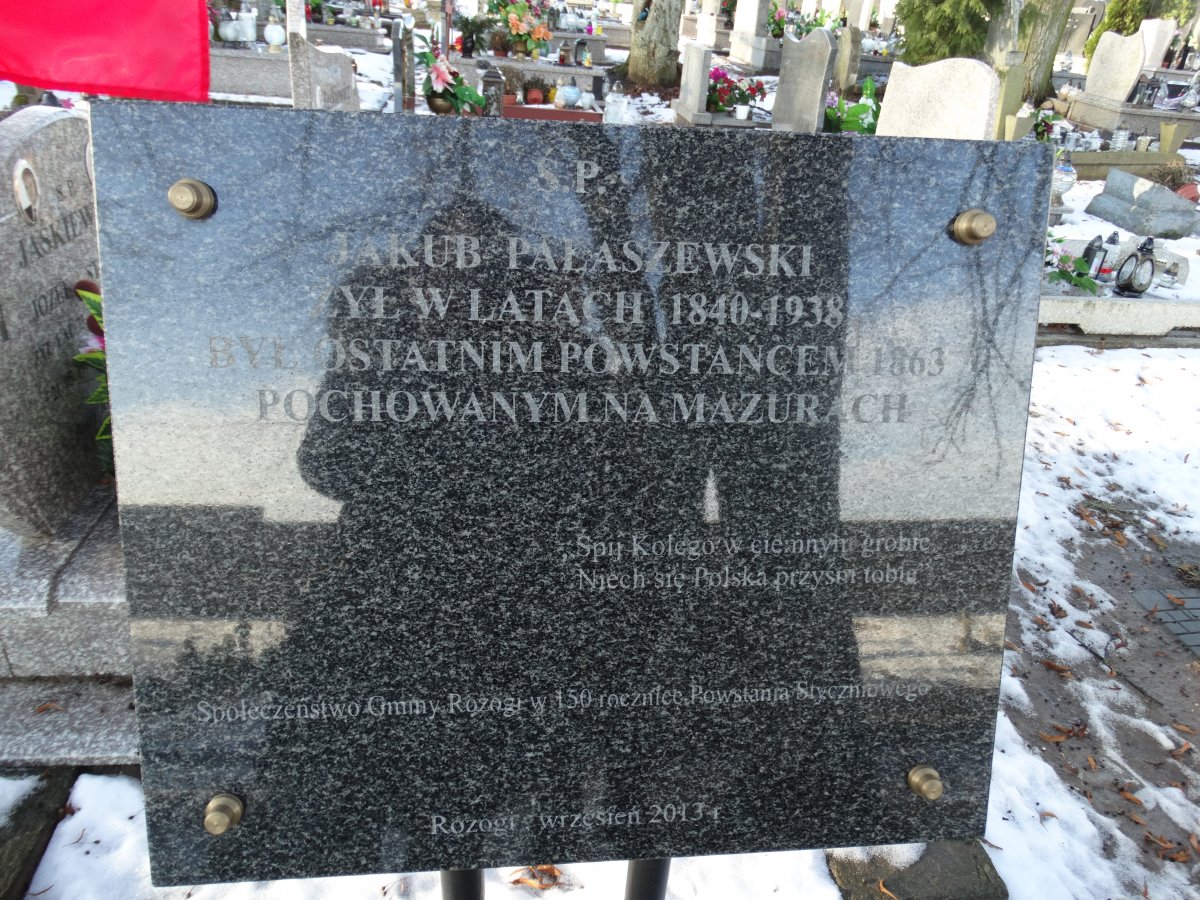 Ś.P.
JAKUB PAŁASZEWSKI
ŻYŁ W LATACH 1840-1938
BYŁ OSTATNIM POWSTAŃCEM 1863
POCHOWANYM NA MAZURACH
„Śpij Kolego w ciemnym grobie
Niech się Polska przyśni tobie”
Społeczeństwo Gminy Rozogi w 150 rocznicę Powstania Styczniowego
Rozogi, wrzesień 2013 r
Ś.P.